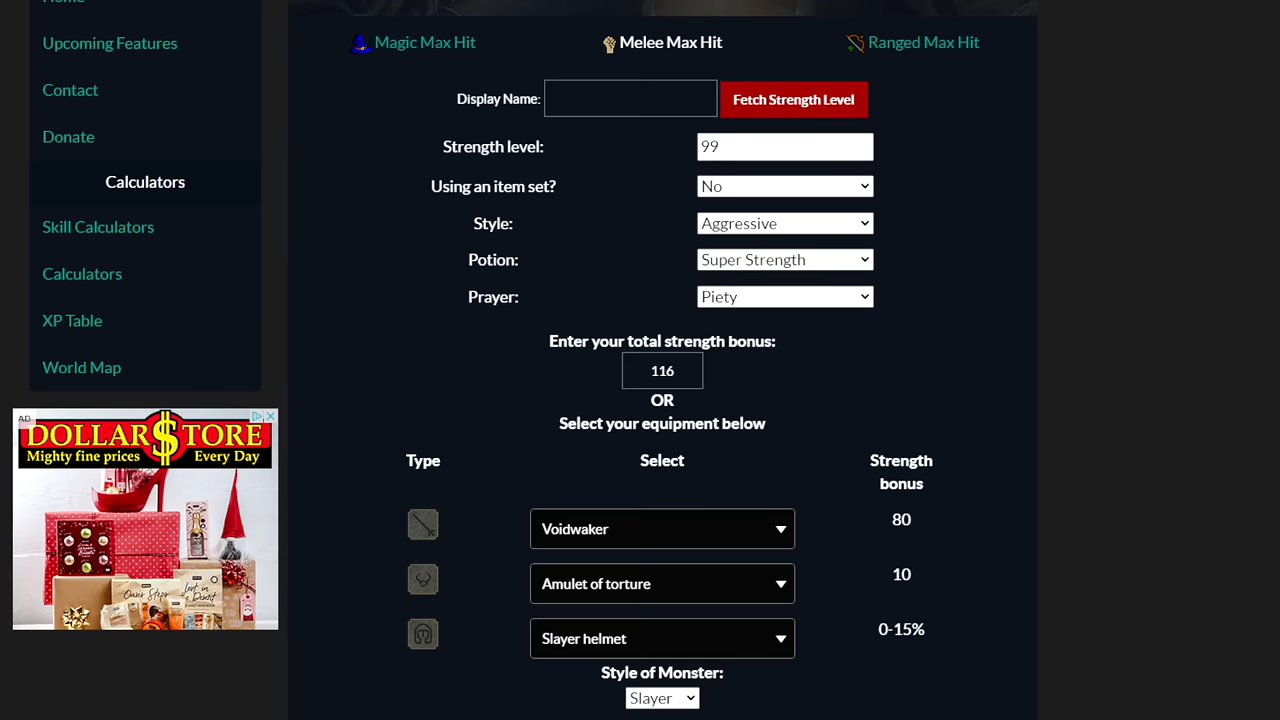 Home
Upcoming Features
Contact
Donate
Calculators
Skill Calculators
Calculators
XP Table
World Map
AD
DOLLAR$TORE
Mighty fine prices Every Day
Magic Max Hit
Melee Max Hit
Ranged Max Hit
Display Name:
Fetch Strength Level
Strength level:
99
Using an item set?
No
Style:
Aggressive
Potion:
Super Strength
Prayer:
Piety
Enter your total strength bonus:
116
OR
Select your equipment below
Type Select Strength
bonus
Voidwaker 80
Amulet of torture 10
Slayer helmet 0-15%
Style of Monster:
Slayer